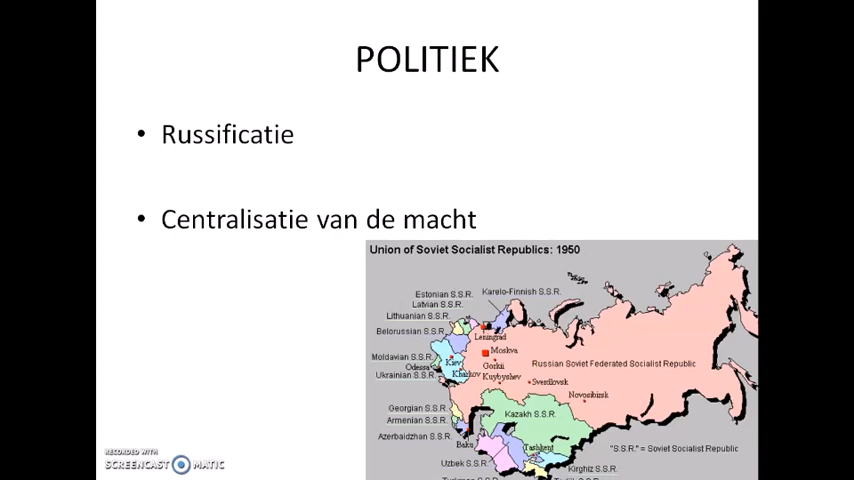 POLITIEK
• Russificatie
• Centralisatie van de macht
Union of Soviet Socialist Republics: 1950
Karelo-Finnish S.S.R.
Estonian S.S.R.
Latvian S.S.R.
Lithuanian S.S.R.
Belorussian S.S.R.
Leningrad
Moskva
Moldavian S.S.R.
Kiev
Gorkii
Russian Soviet Federated Socialist Republic
Odessa
Ukrainian S.S.R.
Kharkov
Kuybyshev
Sverdlovsk
Novosibirsk
Georgian S.S.R.
Kazakh S.S.R.
Armenian S.S.R.
Azerbaidzhan S.S.R.
Baku
Tashkent
"S.S.R." = Soviet Socialist Republic
Uzbek S.S.R.
Kirghiz S.S.R.
RECORDED WITH
SCREENCAST MATIC